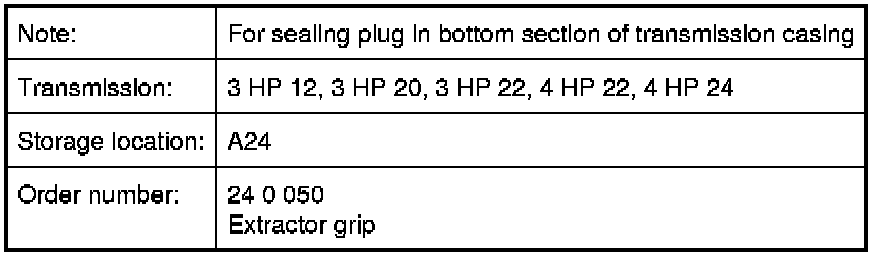 Note: For sealing plug in bottom section of transmission casing
Transmission: 3 HP 12, 3 HP 20, 3 HP 22, 4 HP 22, 4 HP 24
Storage location: A24
Order number: 24 0 050
Extractor grip